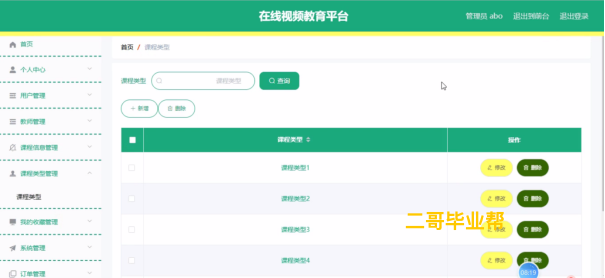 在线视频教育平台
管理员 abo 退出到前台 退出登录
首页
个人中心
用户管理
教师管理
课程信息管理
课程类型管理
课程类型
我的收藏管理
系统管理
订单管理
首页 / 课程类型
课程类型 课程类型 查询
新增 删除
课程类型 操作
课程类型1 修改 删除
课程类型2 修改 删除
课程类型3 修改 删除
课程类型4 修改 删除
二哥毕业帮
08:19